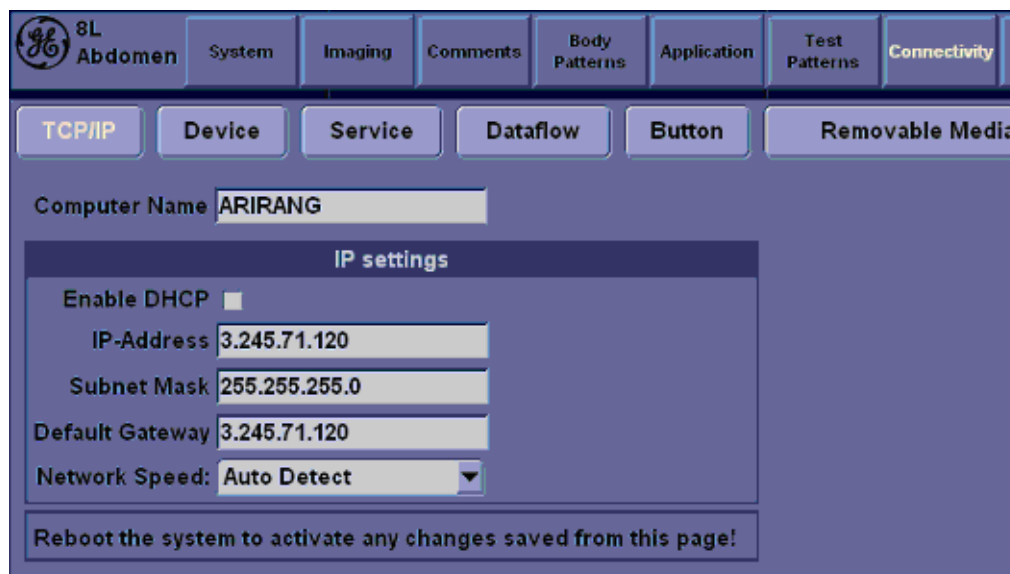 GE 8L
Abdomen
System
Imaging
Comments
Body
Patterns
Application
Test
Patterns
Connectivity
TCP/IP
Device
Service
Dataflow
Button
Removable Media
Computer Name ARIRANG
IP settings
Enable DHCP
IP-Address 3.245.71.120
Subnet Mask 255.255.255.0
Default Gateway 3.245.71.120
Network Speed: Auto Detect
Reboot the system to activate any changes saved from this page!